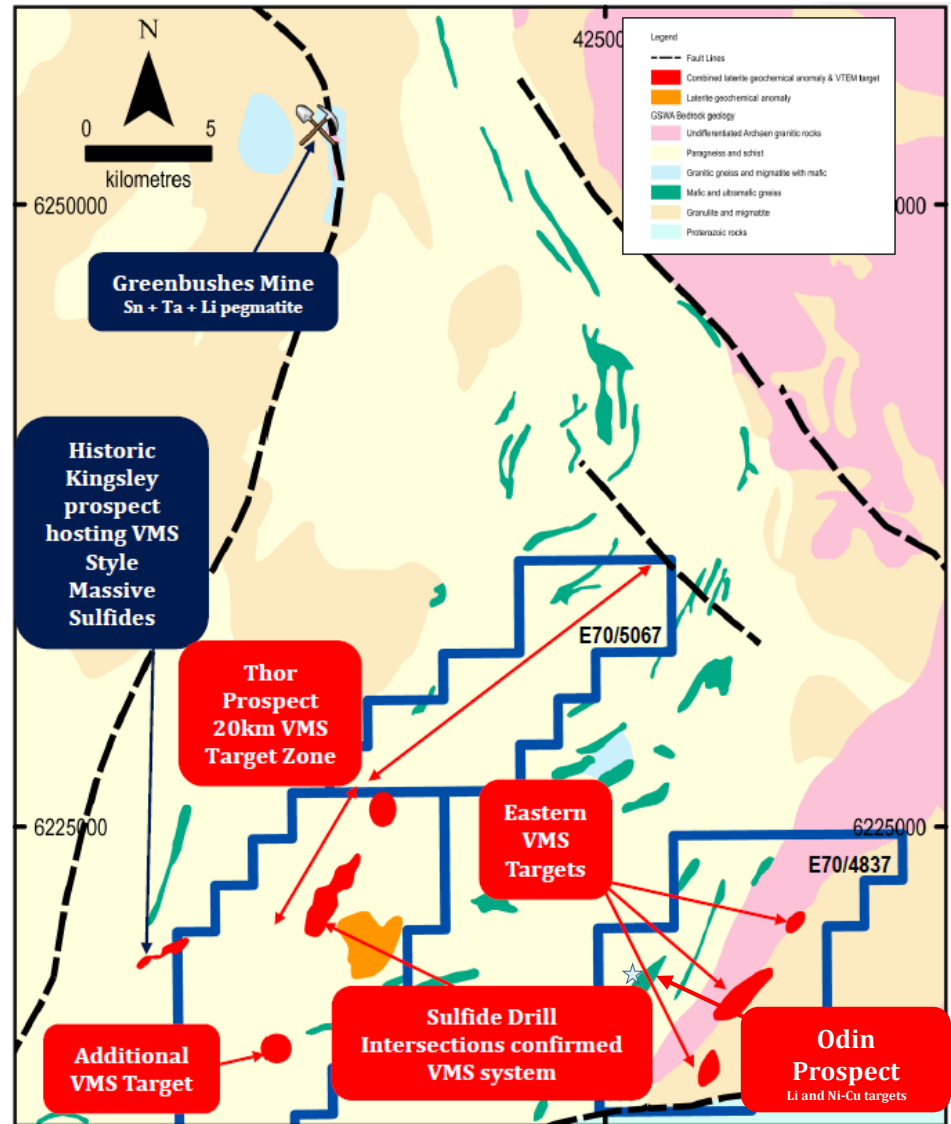 N
0 5
kilometres
42500
Legend
Fault Lines
Combined laterite geochemical anomaly & VTEM target
Laterite geochemical anomaly
GSWA Bedrock geology
Undifferentiated Archaen granitic rocks
Paragneiss and schist
Granitic gneiss and migmatite with mafic
Mafic and ultramafic gneiss
Granulite and migmatite
Proterozoic rocks
6250000
000
Greenbushes Mine
Sn + Ta + Li pegmatite
Historic
Kingsley
prospect
hosting VMS
Style
Massive
Sulfides
E70/5067
Thor
Prospect
20km VMS
Target Zone
Eastern
VMS
Targets
6225000
6225000
E70/4837
Additional
VMS Target
Sulfide Drill
Intersections confirmed
VMS system
Odin
Prospect
Li and Ni-Cu targets